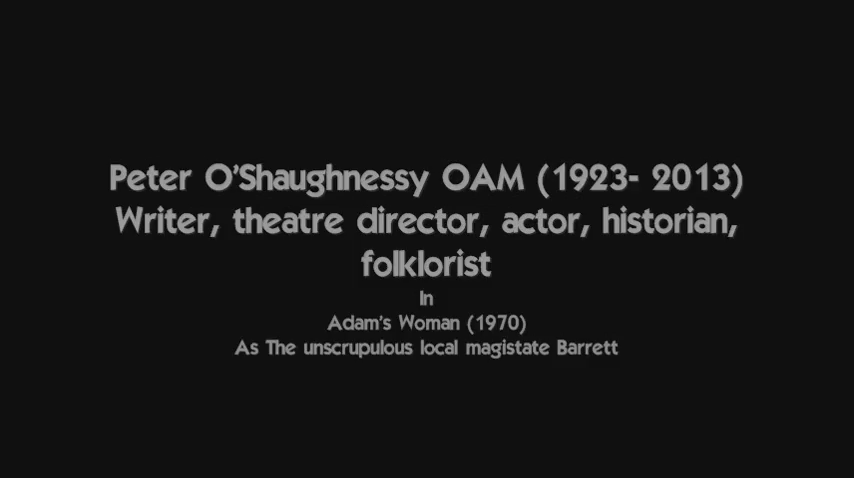 Peter O'Shaughnessy OAM (1923- 2013)
Writer, theatre director, actor, historian,
folklorist
In
Adam's Woman (1970)
As The unscrupulous local magistate Barrett